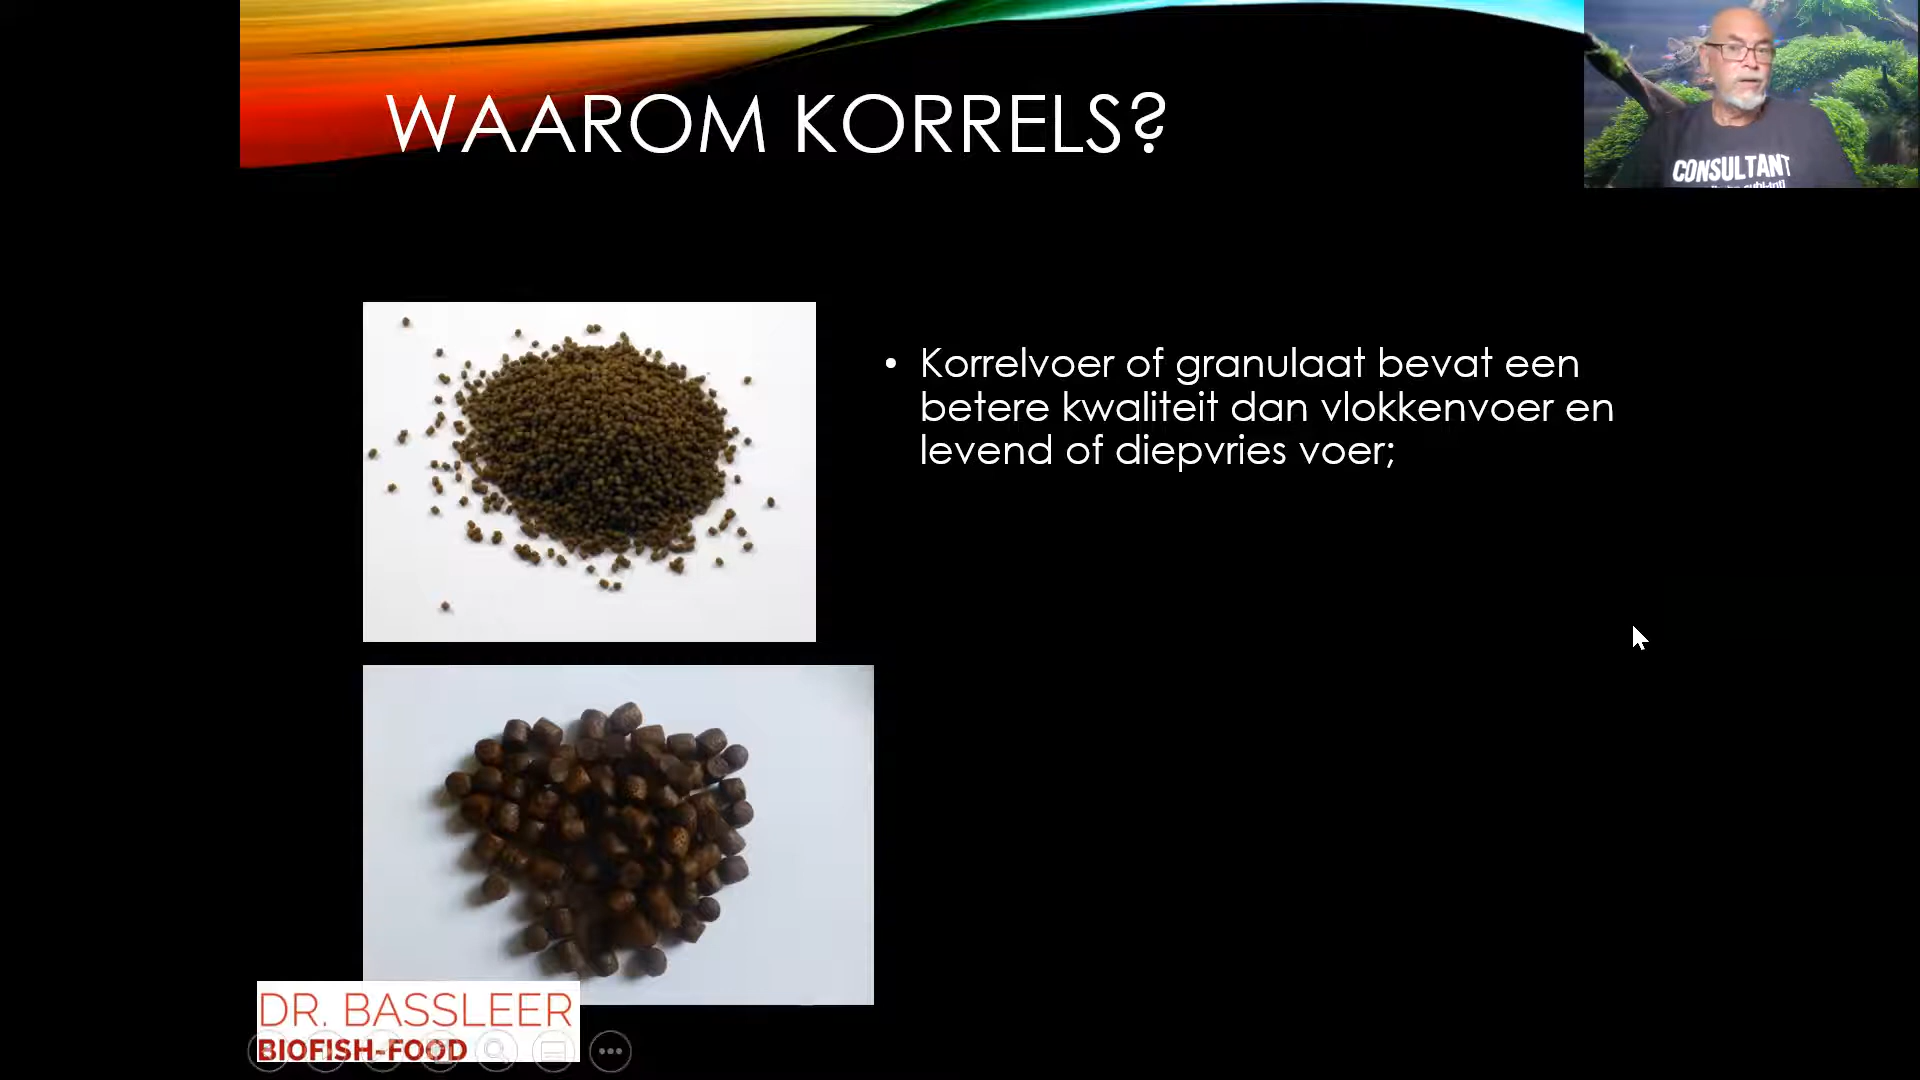 WAAROM KORRELS?
CONSULTANT
• Korrelvoer of granulaat bevat een
betere kwaliteit dan vlokkenvoer en
levend of diepvries voer;
DR. BASSLEER
BIOFISH-FOOD